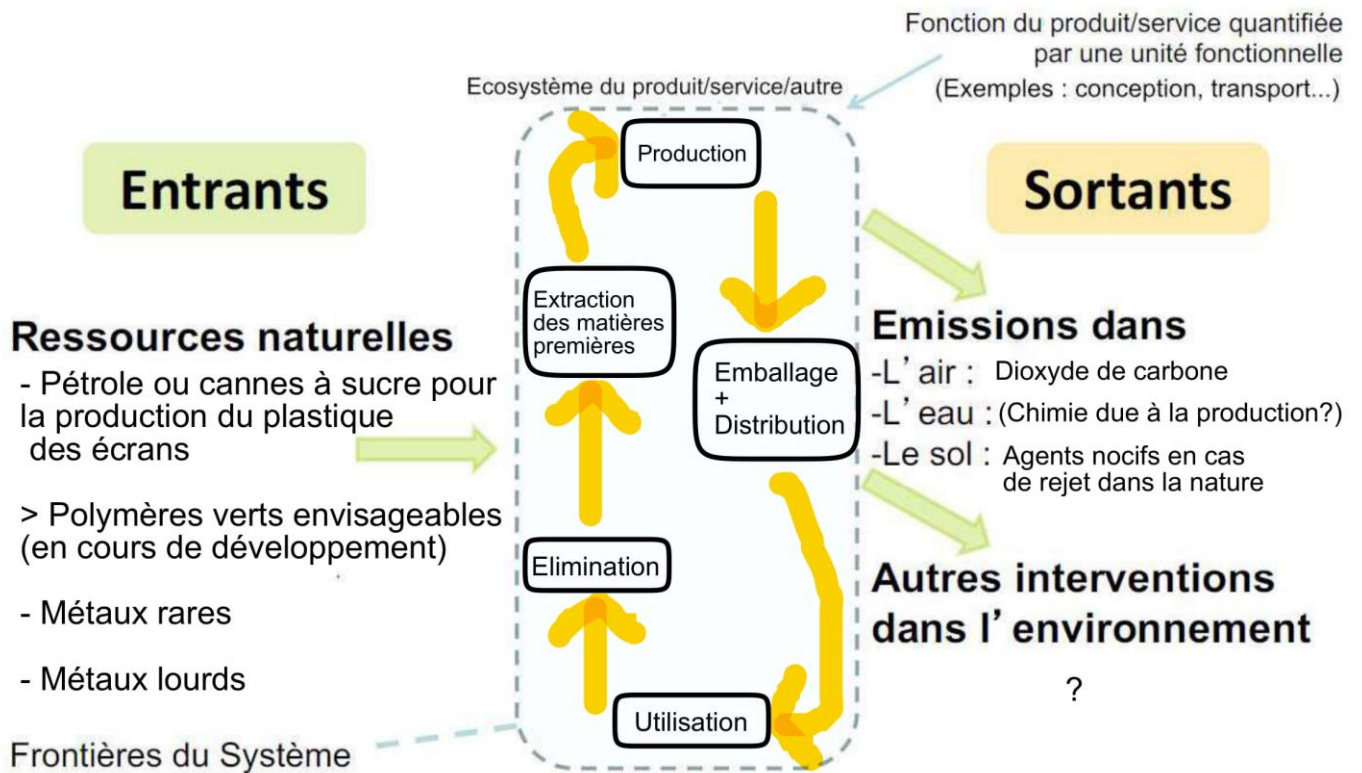 Fonction du produit/service quantifiée
par une unité fonctionnelle
(Exemples : conception, transport...)
Ecosystème du produit/service/autre
Entrants
Production
Sortants
Ressources naturelles
- Pétrole ou cannes à sucre pour
la production du plastique
des écrans
> Polymères verts envisageables
(en cours de développement)
- Métaux rares
- Métaux lourds
Frontières du Système
Extraction
des matières
premières
Emballage
+
Distribution
Elimination
Utilisation
Emissions dans
-L’air : Dioxyde de carbone
-L’eau : (Chimie due à la production?)
-Le sol : Agents nocifs en cas
de rejet dans la nature
Autres interventions
dans l’environnement
?